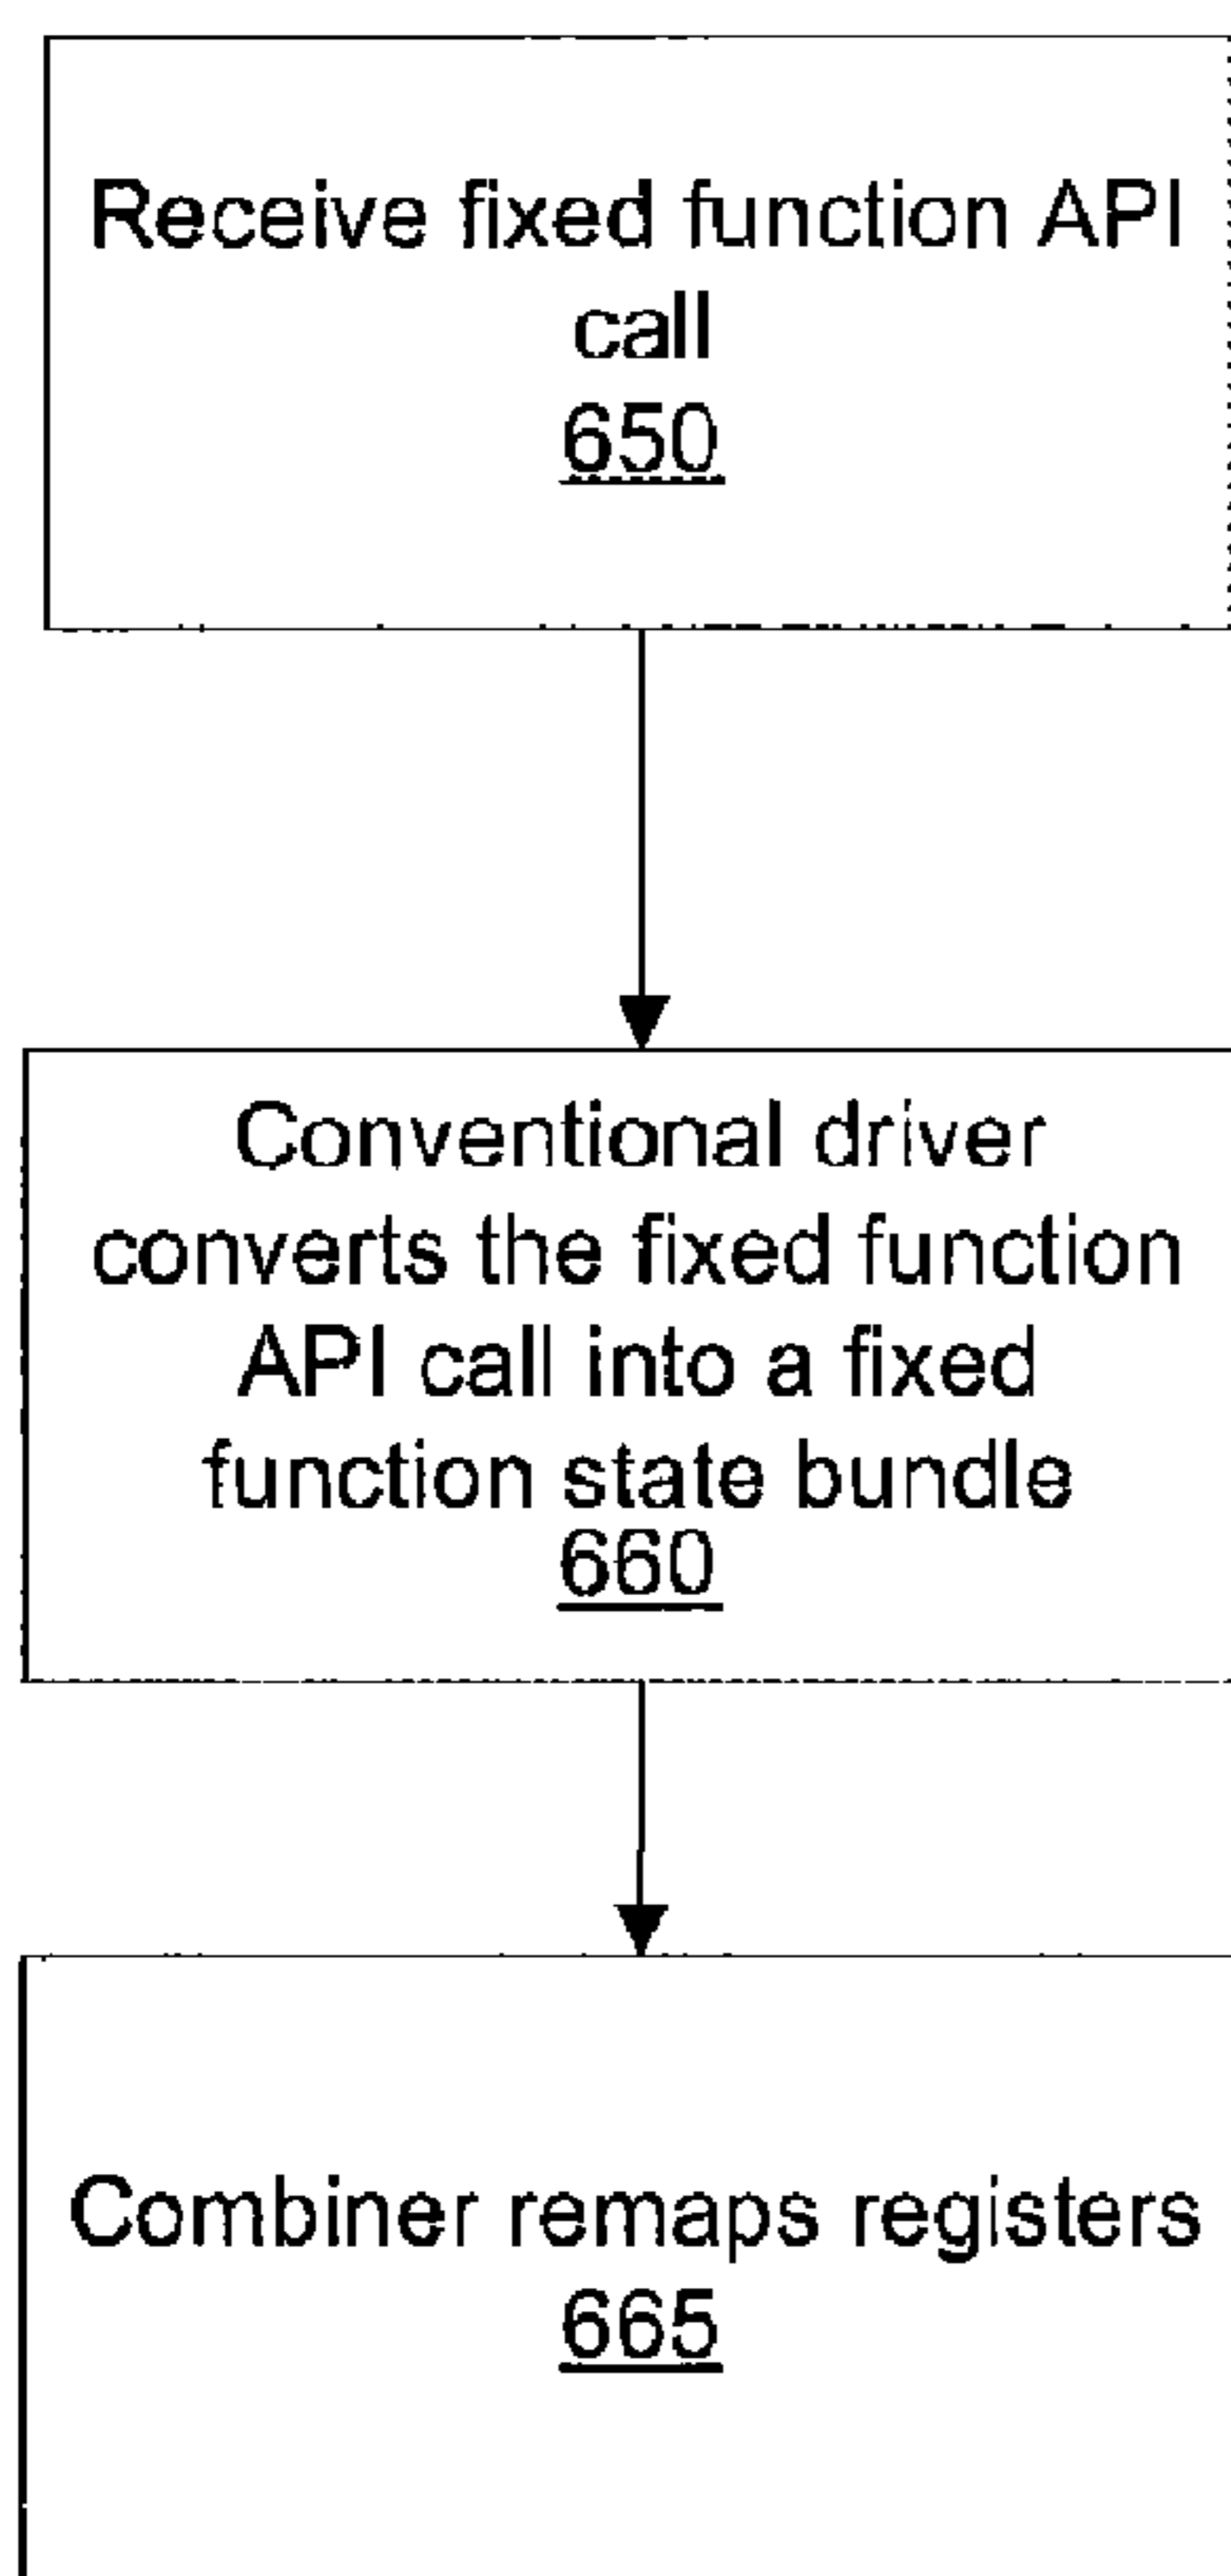 Receive fixed function API
call
650
Conventional driver
converts the fixed function
API call into a fixed
function state bundle
660
Combiner remaps registers
665